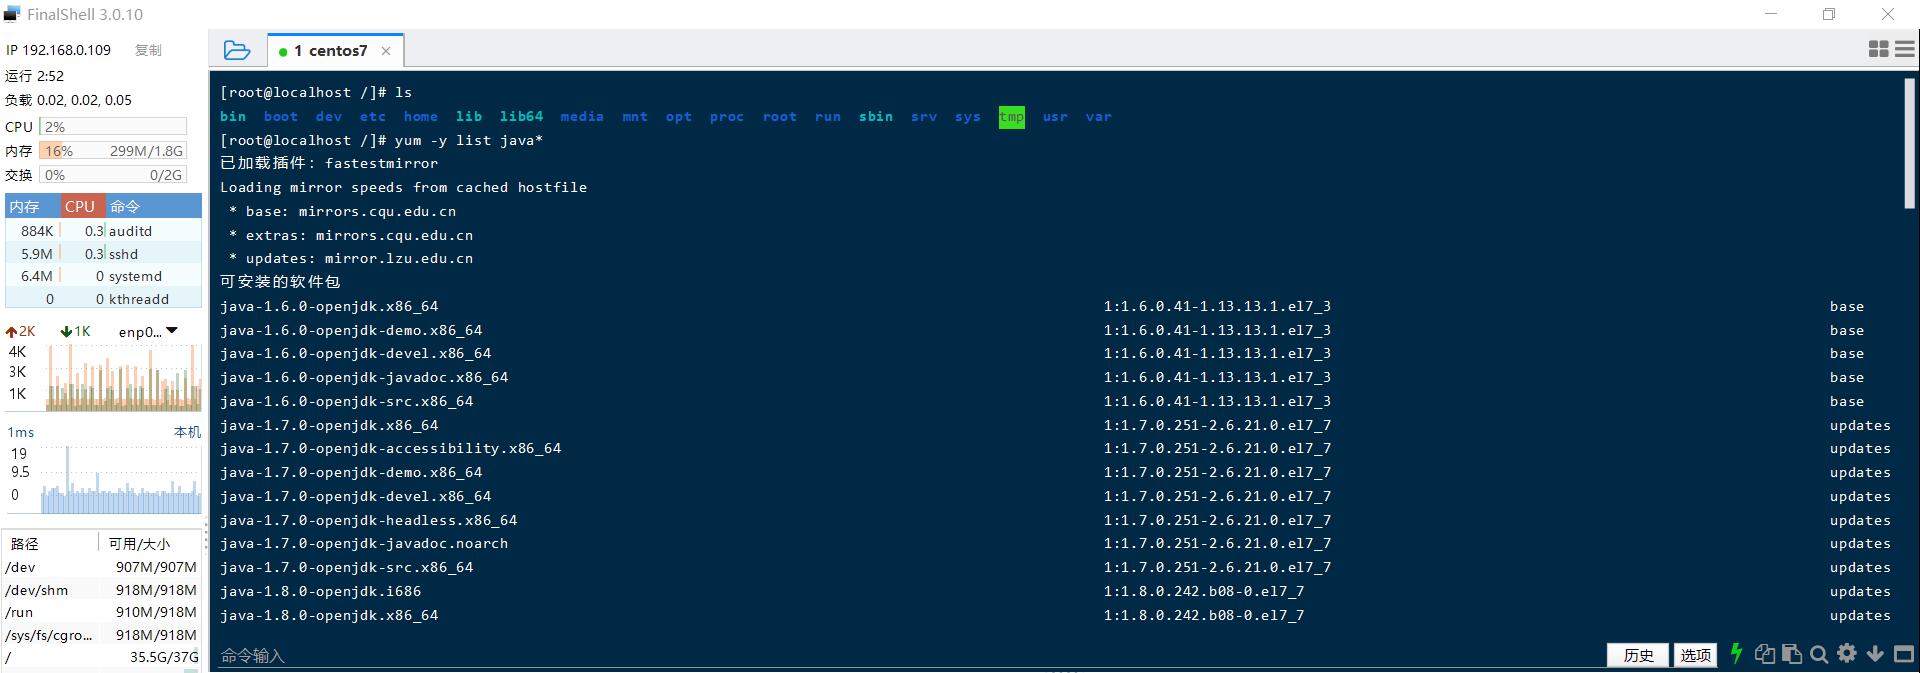 FinalShell 3.0.10
IP 192.168.0.109 复制
运行 2:52
负载 0.02, 0.02, 0.05
CPU 2%
内存 16% 299M/1.8G
交换 0% 0/2G
内存 CPU 命令
884K 0.3 auditd
5.9M 0.3 sshd
6.4M 0 systemd
0 0 kthreadd
2K 1K enp0...
4K
3K
1K
1ms 本机
19
9.5
0
路径 可用/大小
/dev 907M/907M
/dev/shm 918M/918M
/run 910M/918M
/sys/fs/cgro... 918M/918M
/ 35.5G/37G
1 centos7
[root@localhost /]# ls
bin boot dev etc home lib lib64 media mnt opt proc root run sbin srv sys tmp usr var
[root@localhost /]# yum -y list java*
已加载插件：fastestmirror
Loading mirror speeds from cached hostfile
* base: mirrors.cqu.edu.cn
* extras: mirrors.cqu.edu.cn
* updates: mirror.lzu.edu.cn
可安装的软件包
java-1.6.0-openjdk.x86_64 1:1.6.0.41-1.13.13.1.el7_3 base
java-1.6.0-openjdk-demo.x86_64 1:1.6.0.41-1.13.13.1.el7_3 base
java-1.6.0-openjdk-devel.x86_64 1:1.6.0.41-1.13.13.1.el7_3 base
java-1.6.0-openjdk-javadoc.x86_64 1:1.6.0.41-1.13.13.1.el7_3 base
java-1.6.0-openjdk-src.x86_64 1:1.6.0.41-1.13.13.1.el7_3 base
java-1.7.0-openjdk.x86_64 1:1.7.0.251-2.6.21.0.el7_7 updates
java-1.7.0-openjdk-accessibility.x86_64 1:1.7.0.251-2.6.21.0.el7_7 updates
java-1.7.0-openjdk-demo.x86_64 1:1.7.0.251-2.6.21.0.el7_7 updates
java-1.7.0-openjdk-devel.x86_64 1:1.7.0.251-2.6.21.0.el7_7 updates
java-1.7.0-openjdk-headless.x86_64 1:1.7.0.251-2.6.21.0.el7_7 updates
java-1.7.0-openjdk-javadoc.noarch 1:1.7.0.251-2.6.21.0.el7_7 updates
java-1.7.0-openjdk-src.x86_64 1:1.7.0.251-2.6.21.0.el7_7 updates
java-1.8.0-openjdk.i686 1:1.8.0.242.b08-0.el7_7 updates
java-1.8.0-openjdk.x86_64 1:1.8.0.242.b08-0.el7_7 updates
命令输入 历史 选项